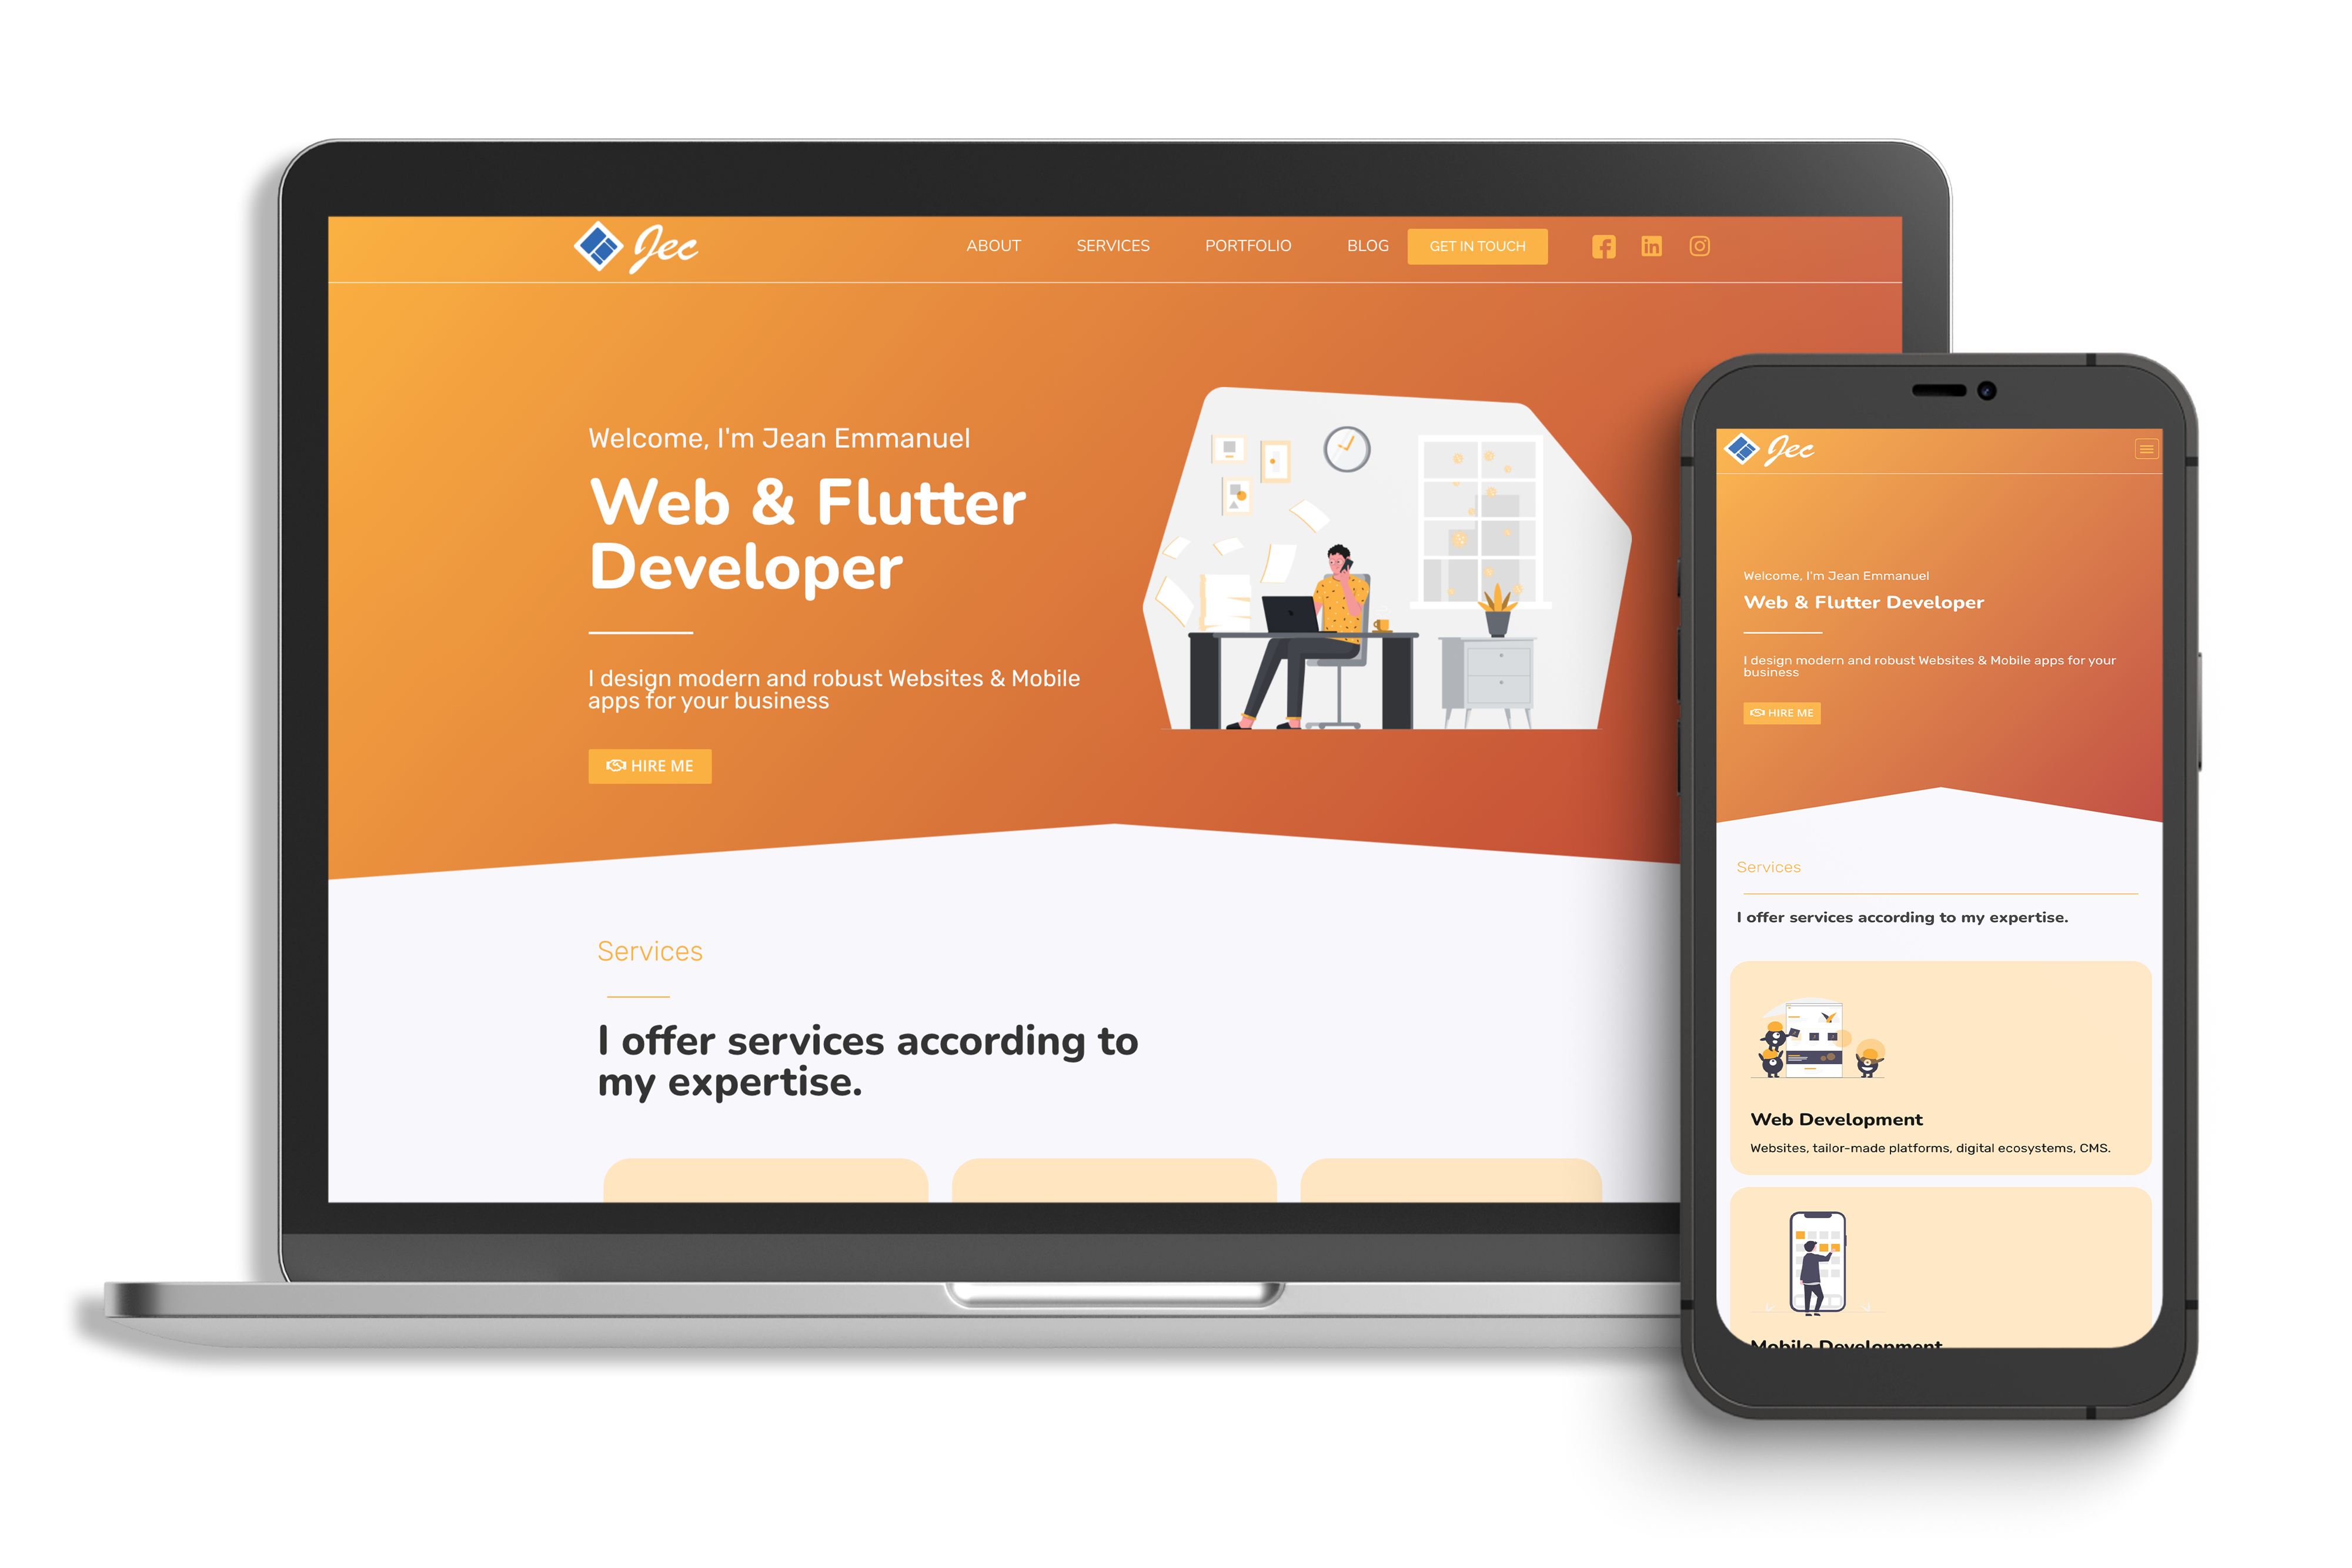 Jec
ABOUT SERVICES PORTFOLIO BLOG GET IN TOUCH
Welcome, I'm Jean Emmanuel
Web & Flutter
Developer
I design modern and robust Websites & Mobile
apps for your business
HIRE ME
Services
I offer services according to
my expertise.
Jec
Welcome, I'm Jean Emmanuel
Web & Flutter Developer
I design modern and robust Websites & Mobile apps for your
business
HIRE ME
Services
I offer services according to my expertise.
Web Development
Websites, tailor-made platforms, digital ecosystems, CMS.
Mobile Development